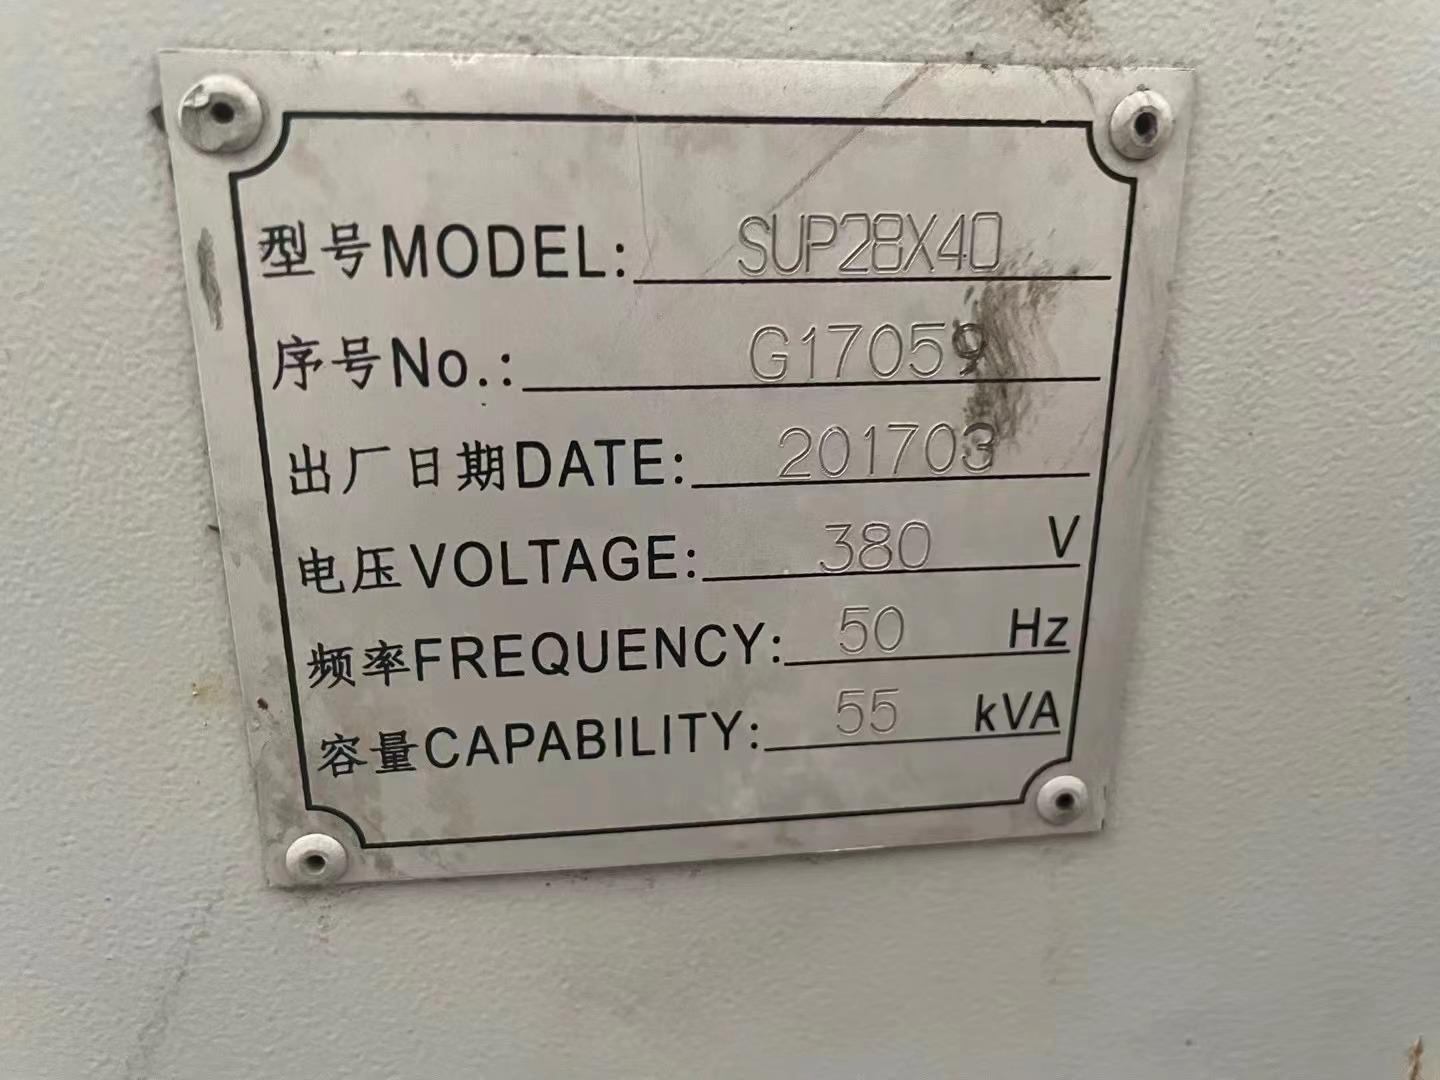 型号MODEL: SUP28X40
序号No.: G17059
出厂日期DATE: 201703
电压VOLTAGE: 380 V
频率FREQUENCY: 50 Hz
容量CAPABILITY: 55 kVA